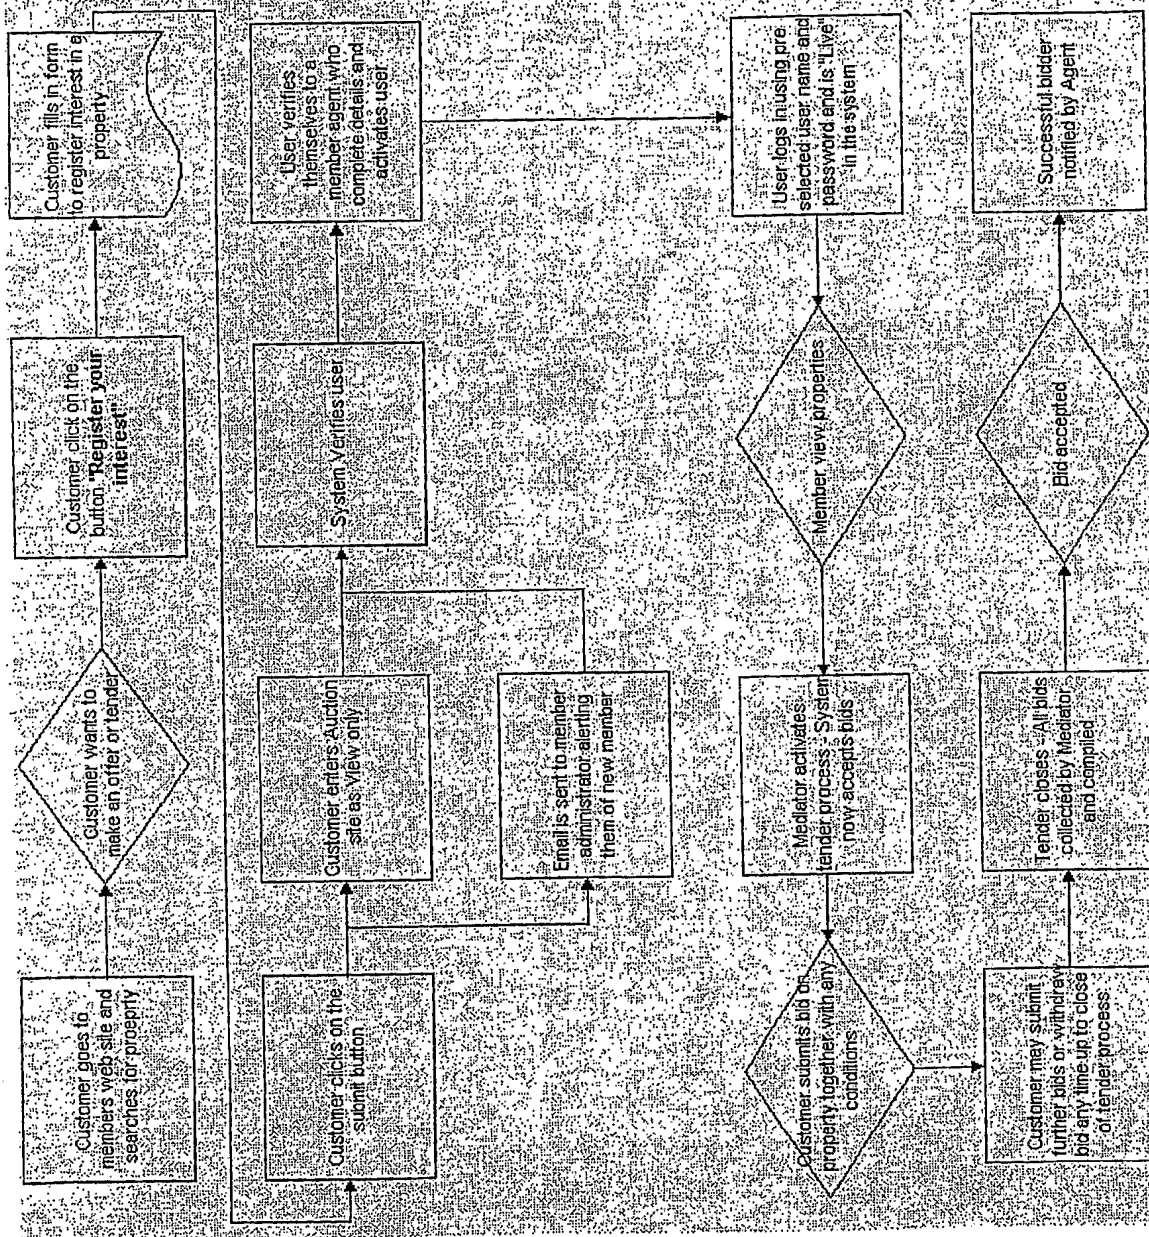 Customer goes to
members web site and
searches for proeprty
Customer wants to
make an offer or tender
Customer click on the
button "Register your
interest"
Customer fills in form
to register interest in a
property
Customer clicks on the
submit button
Customer enters Auction
site as View only
Email is sent to member
administrator alerting
them of new member
System Verifies user
User verifies
themselves to a
member agent who
complete details and
activates user
User logs in using pre
selected user name and
password and is "Live"
in the system
Member view properties
Mediator activates
tender process - System
now accepts bids
Customer submits bid on
property together with any
conditions
Customer may submit
further bids or withdraw
bid any time up to close
of tender process
Tender closes - All bids
collected by Mediator
and compiled
Bid accepted
Successful bidder
notified by Agent